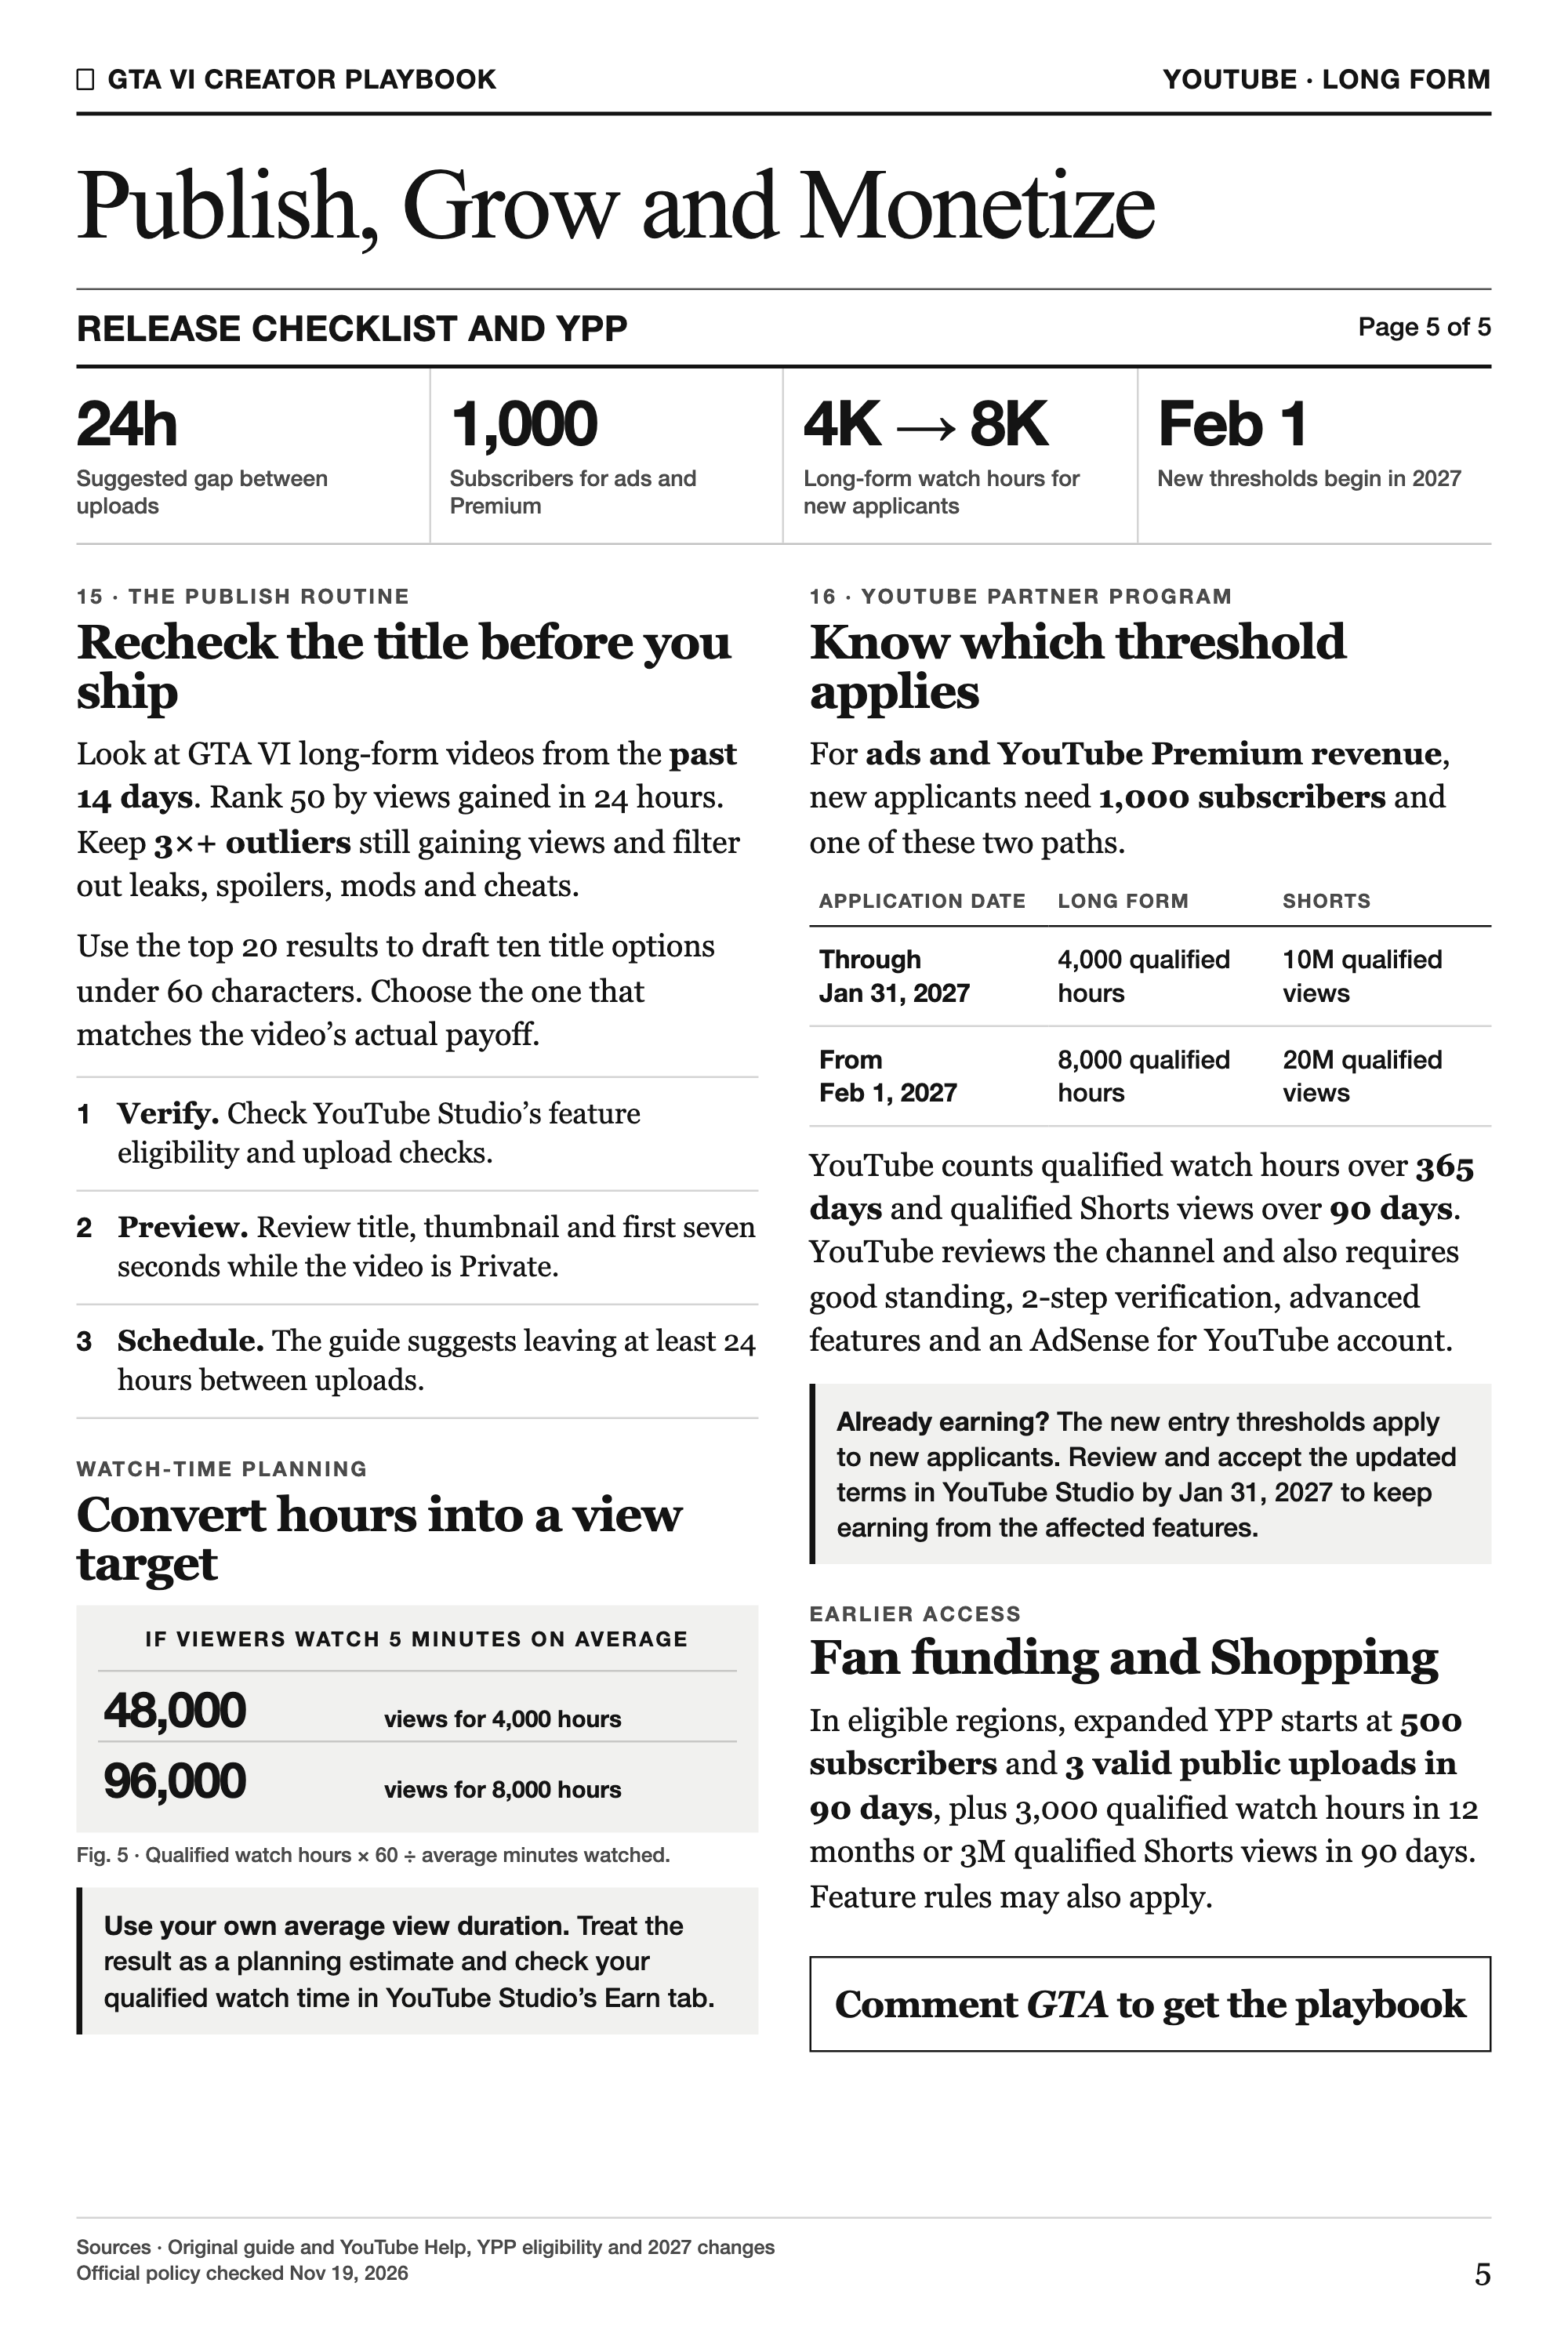 GTA VI CREATOR PLAYBOOK
YOUTUBE · LONG FORM
Publish, Grow and Monetize
RELEASE CHECKLIST AND YPP
Page 5 of 5
24h
Suggested gap between
uploads
1,000
Subscribers for ads and
Premium
4K → 8K
Long-form watch hours for
new applicants
Feb 1
New thresholds begin in 2027
15 · THE PUBLISH ROUTINE
Recheck the title before you
ship
Look at GTA VI long-form videos from the past
14 days. Rank 50 by views gained in 24 hours.
Keep 3×+ outliers still gaining views and filter
out leaks, spoilers, mods and cheats.
Use the top 20 results to draft ten title options
under 60 characters. Choose the one that
matches the video’s actual payoff.
1 Verify. Check YouTube Studio’s feature
eligibility and upload checks.
2 Preview. Review title, thumbnail and first seven
seconds while the video is Private.
3 Schedule. The guide suggests leaving at least 24
hours between uploads.
WATCH-TIME PLANNING
Convert hours into a view
target
IF VIEWERS WATCH 5 MINUTES ON AVERAGE
48,000 views for 4,000 hours
96,000 views for 8,000 hours
Fig. 5 · Qualified watch hours × 60 ÷ average minutes watched.
Use your own average view duration. Treat the
result as a planning estimate and check your
qualified watch time in YouTube Studio’s Earn tab.
16 · YOUTUBE PARTNER PROGRAM
Know which threshold
applies
For ads and YouTube Premium revenue,
new applicants need 1,000 subscribers and
one of these two paths.
APPLICATION DATE LONG FORM SHORTS
Through 4,000 qualified 10M qualified
Jan 31, 2027 hours views
From 8,000 qualified 20M qualified
Feb 1, 2027 hours views
YouTube counts qualified watch hours over 365
days and qualified Shorts views over 90 days.
YouTube reviews the channel and also requires
good standing, 2-step verification, advanced
features and an AdSense for YouTube account.
Already earning? The new entry thresholds apply
to new applicants. Review and accept the updated
terms in YouTube Studio by Jan 31, 2027 to keep
earning from the affected features.
EARLIER ACCESS
Fan funding and Shopping
In eligible regions, expanded YPP starts at 500
subscribers and 3 valid public uploads in
90 days, plus 3,000 qualified watch hours in 12
months or 3M qualified Shorts views in 90 days.
Feature rules may also apply.
Comment GTA to get the playbook
Sources · Original guide and YouTube Help, YPP eligibility and 2027 changes
Official policy checked Nov 19, 2026
5